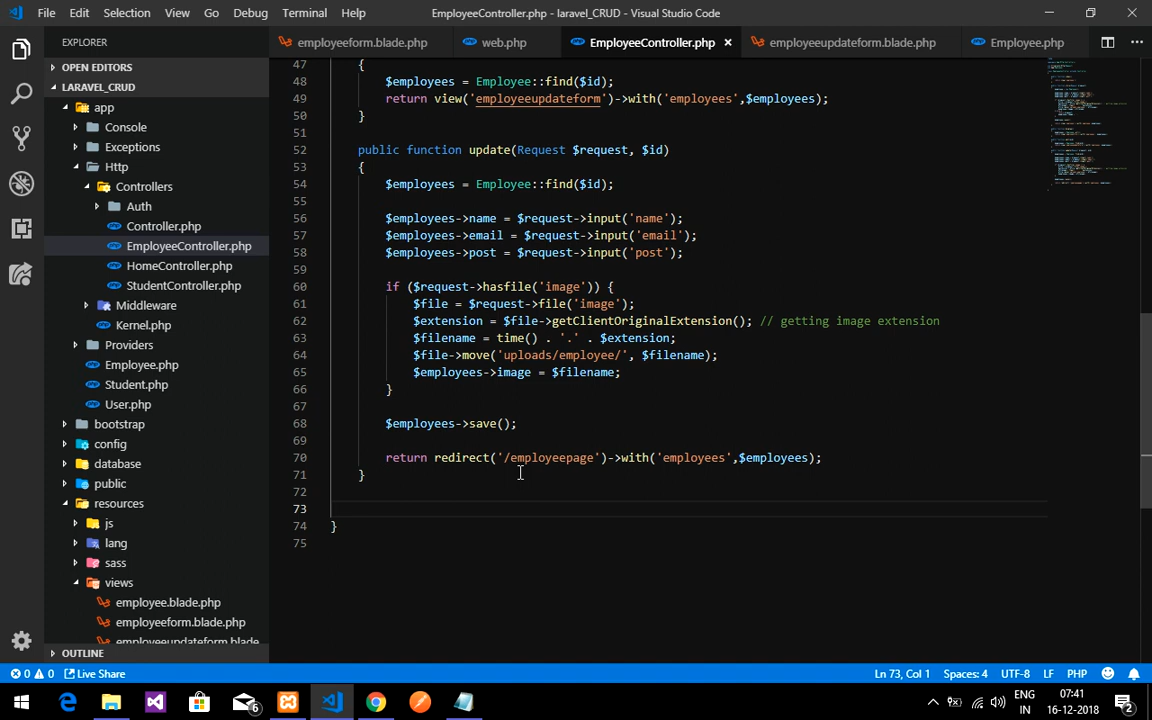 File Edit Selection View Go Debug Terminal Help EmployeeController.php - laravel_CRUD - Visual Studio Code
EXPLORER
employeeform.blade.php web.php EmployeeController.php × employeeupdateform.blade.php Employee.php
OPEN EDITORS
LARAVEL_CRUD
app
Console
Exceptions
Http
Controllers
Auth
Controller.php
EmployeeController.php
HomeController.php
StudentController.php
Middleware
Kernel.php
Providers
Employee.php
Student.php
User.php
bootstrap
config
database
public
resources
js
lang
sass
views
employee.blade.php
employeeform.blade.php
employeeupdateform.blade
OUTLINE
47 {
48 $employees = Employee::find($id);
49 return view('employeeupdateform')->with('employees',$employees);
50 }
51
52 public function update(Request $request, $id)
53 {
54 $employees = Employee::find($id);
55
56 $employees->name = $request->input('name');
57 $employees->email = $request->input('email');
58 $employees->post = $request->input('post');
59
60 if ($request->hasfile('image')) {
61 $file = $request->file('image');
62 $extension = $file->getClientOriginalExtension(); // getting image extension
63 $filename = time() . '.' . $extension;
64 $file->move('uploads/employee/', $filename);
65 $employees->image = $filename;
66 }
67
68 $employees->save();
69
70 return redirect('/employeepage')->with('employees',$employees);
71 }
72
73
74 }
75
0 0 Live Share Ln 73, Col 1 Spaces: 4 UTF-8 LF PHP
6 ENG IN 07:41 16-12-2018 2